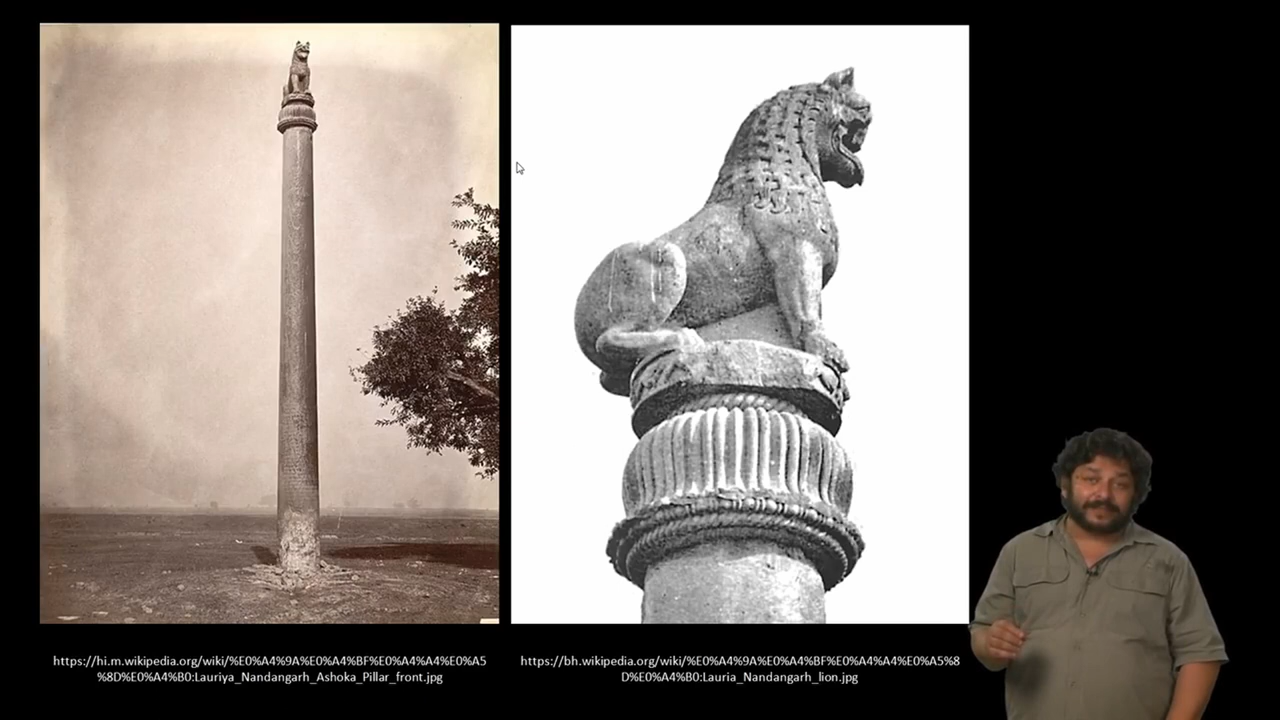 https://hi.m.wikipedia.org/wiki/%E0%A4%9A%E0%A4%BF%E0%A4%A4%E0%A5
%8D%E0%A4%B0:Lauriya_Nandangarh_Ashoka_Pillar_front.jpg
https://bh.wikipedia.org/wiki/%E0%A4%9A%E0%A4%BF%E0%A4%A4%E0%A5%8
D%E0%A4%B0:Lauria_Nandangarh_lion.jpg